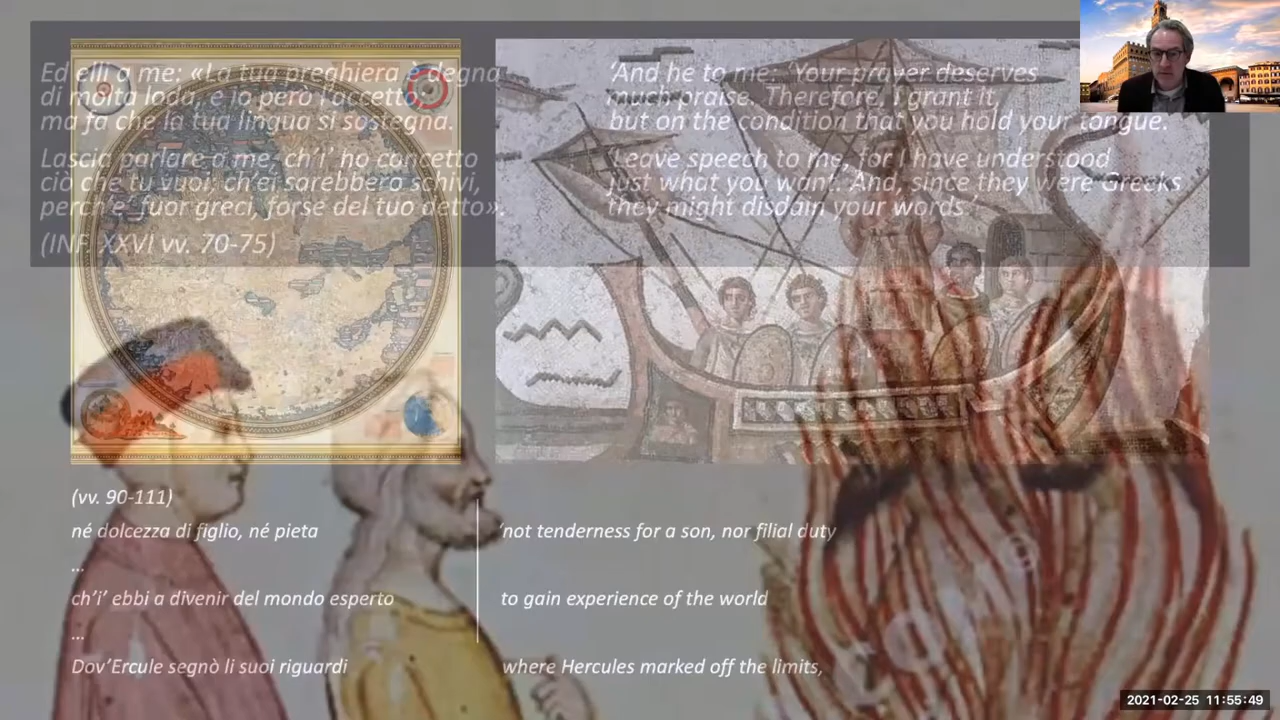 Ed elli a me: «La tua preghiera è degna
di molta loda, e io però l'accetto;
ma fa che la tua lingua si sostegna.
Lascia parlare a me, ch'i' ho concetto
ciò che tu vuoi; ch'ei sarebbero schivi,
perch'e' fuor greci, forse del tuo detto».
(INF. XXVI vv. 70-75)
'And he to me: 'Your prayer deserves
much praise. Therefore, I grant it,
but on the condition that you hold your tongue.
'Leave speech to me, for I have understood
just what you want. And, since they were Greeks
they might disdain your words.'
(vv. 90-111)
né dolcezza di figlio, né pieta
...
ch'i' ebbi a divenir del mondo esperto
...
Dov'Ercule segnò li suoi riguardi
'not tenderness for a son, nor filial duty
to gain experience of the world
where Hercules marked off the limits,
2021-02-25 11:55:49